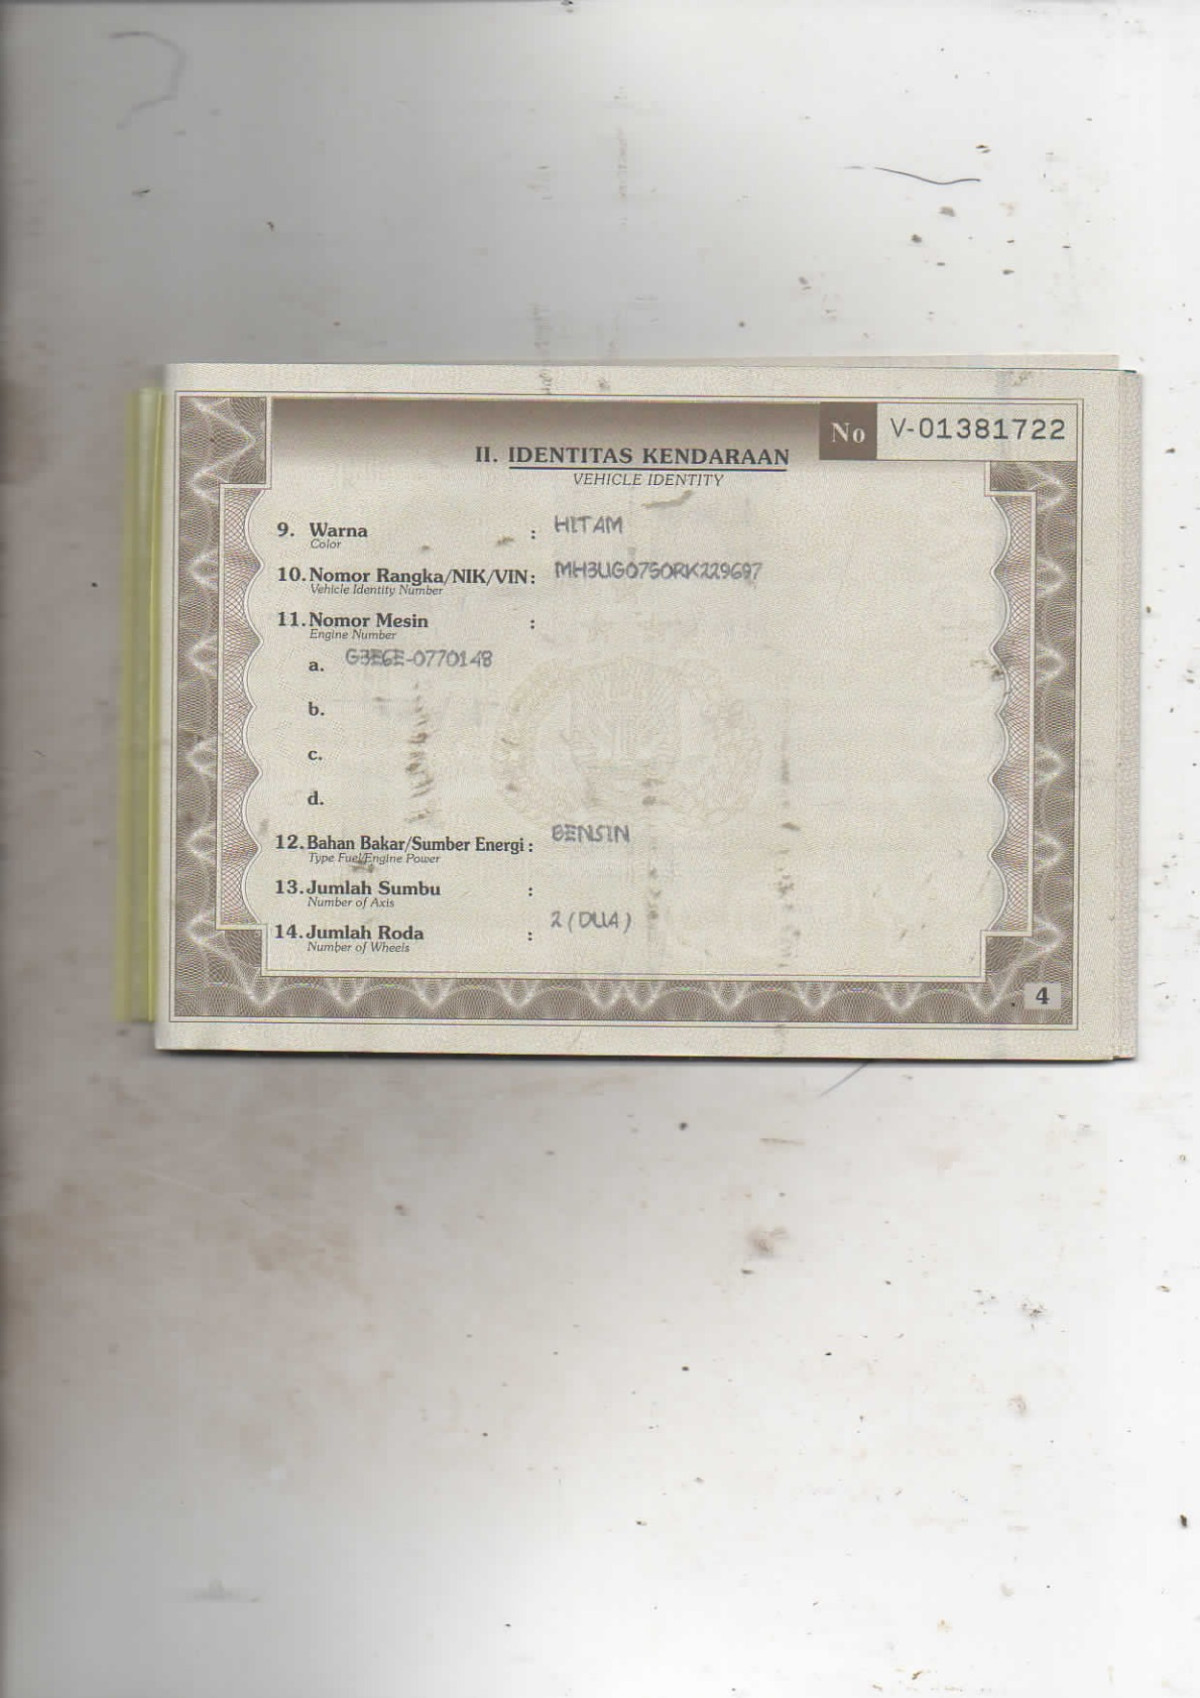 No V-01381722
II. IDENTITAS KENDARAAN
VEHICLE IDENTITY
9. Warna : HITAM
Color
10. Nomor Rangka/NIK/VIN : MH3UG0750RK229697
Vehicle Identity Number
11. Nomor Mesin :
Engine Number
a. G3E6E-0770148
b.
c.
d.
12. Bahan Bakar/Sumber Energi : BENSIN
Type Fuel/Engine Power
13. Jumlah Sumbu :
Number of Axis
14. Jumlah Roda : 2 (DUA)
Number of Wheels
4